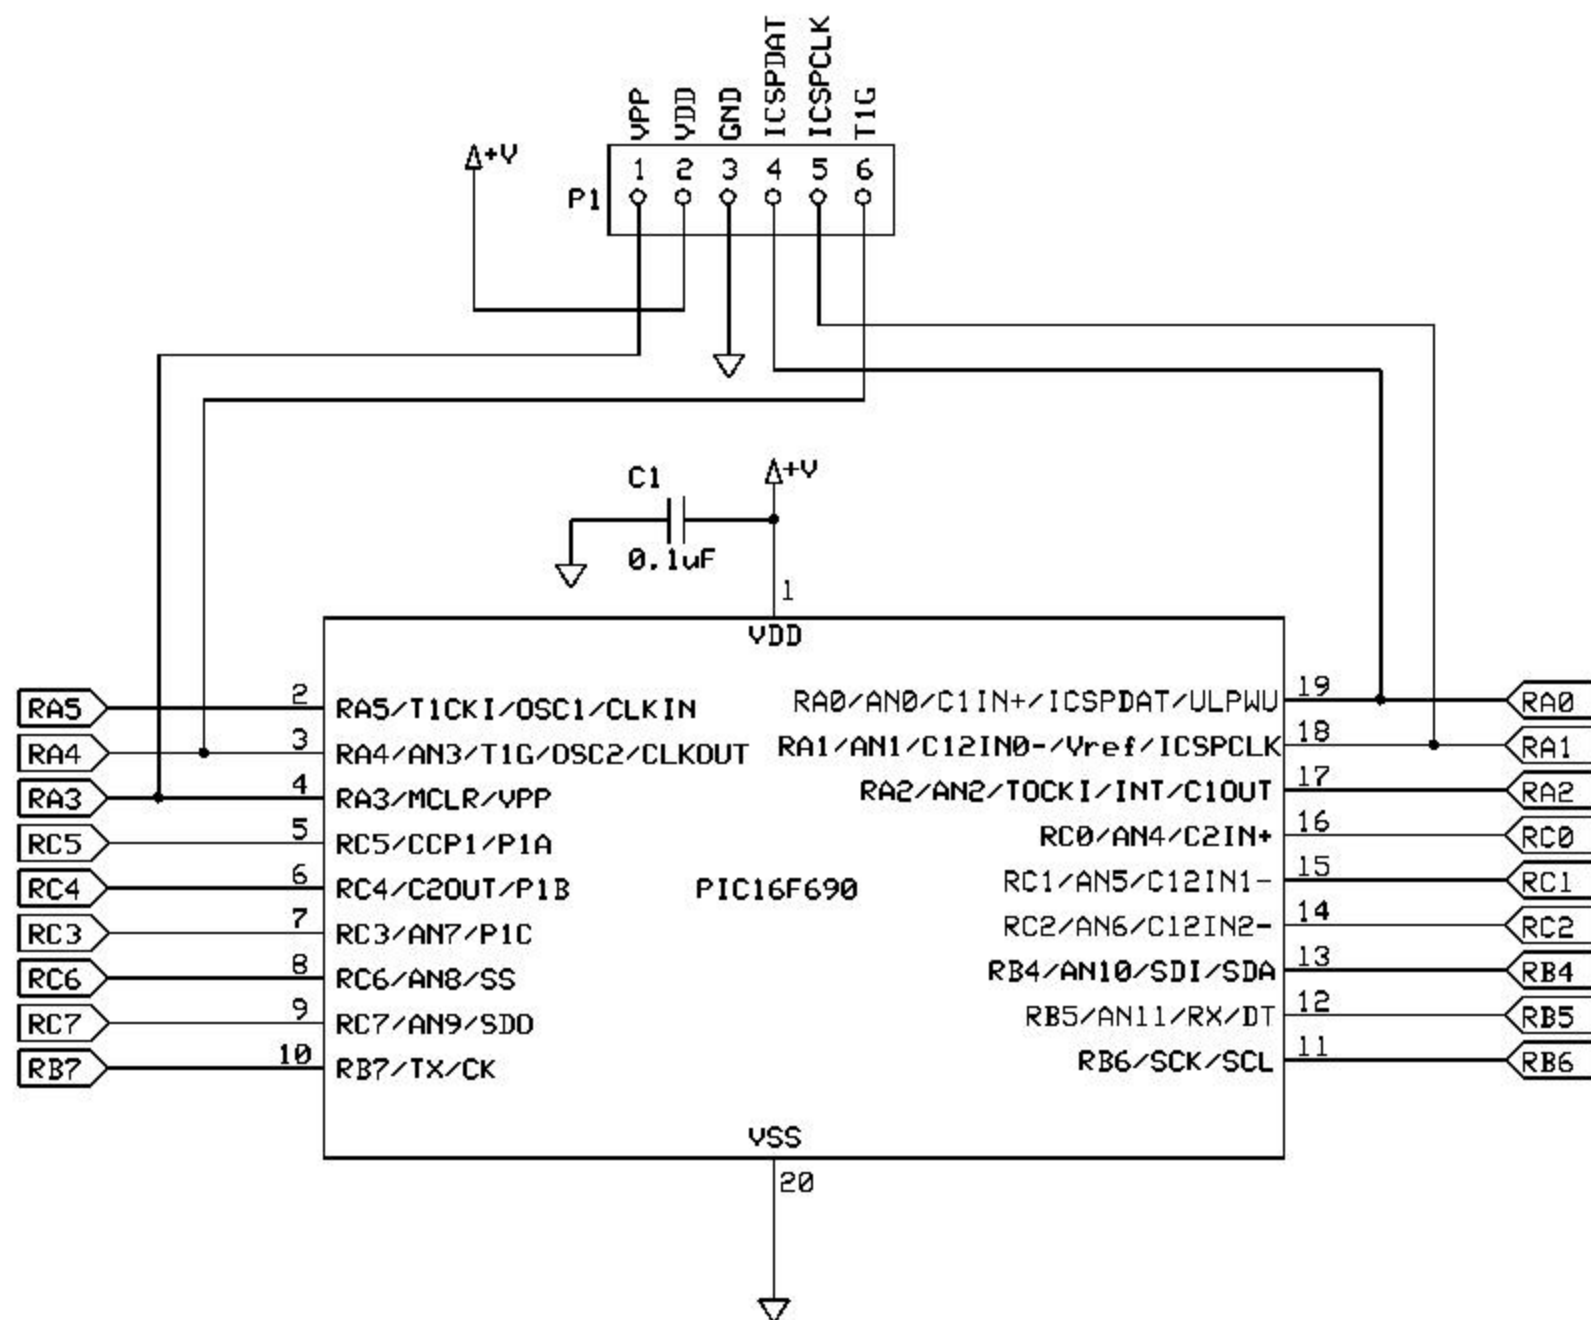 VPP
VDD
GND
ICSPDAT
ICSPCLK
T1G
+V
1 2 3 4 5 6
P1
+V
C1
0.1uF
1
VDD
RA5 2 RA5/T1CKI/OSC1/CLKIN
RA0/AN0/C1IN+/ICSPDAT/ULPWU 19 RA0
RA4 3 RA4/AN3/T1G/OSC2/CLKOUT
RA1/AN1/C12IN0-/Vref/ICSPCLK 18 RA1
RA3 4 RA3/MCLR/VPP
RA2/AN2/TOCKI/INT/C1OUT 17 RA2
RC5 5 RC5/CCP1/P1A
RC0/AN4/C2IN+ 16 RC0
RC4 6 RC4/C2OUT/P1B
PIC16F690
RC1/AN5/C12IN1- 15 RC1
RC3 7 RC3/AN7/P1C
RC2/AN6/C12IN2- 14 RC2
RC6 8 RC6/AN8/SS
RB4/AN10/SDI/SDA 13 RB4
RC7 9 RC7/AN9/SDO
RB5/AN11/RX/DT 12 RB5
RB7 10 RB7/TX/CK
RB6/SCK/SCL 11 RB6
VSS
20